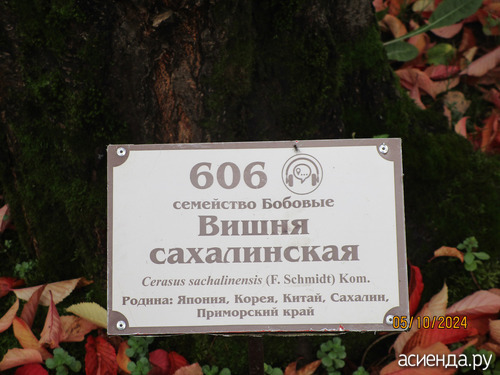 606
семейство Бобовые
Вишня
сахалинская
Cerasus sachalinensis (F. Schmidt) Kom.
Родина: Япония, Корея, Китай, Сахалин,
Приморский край
05/10/2024
асиенда.ру